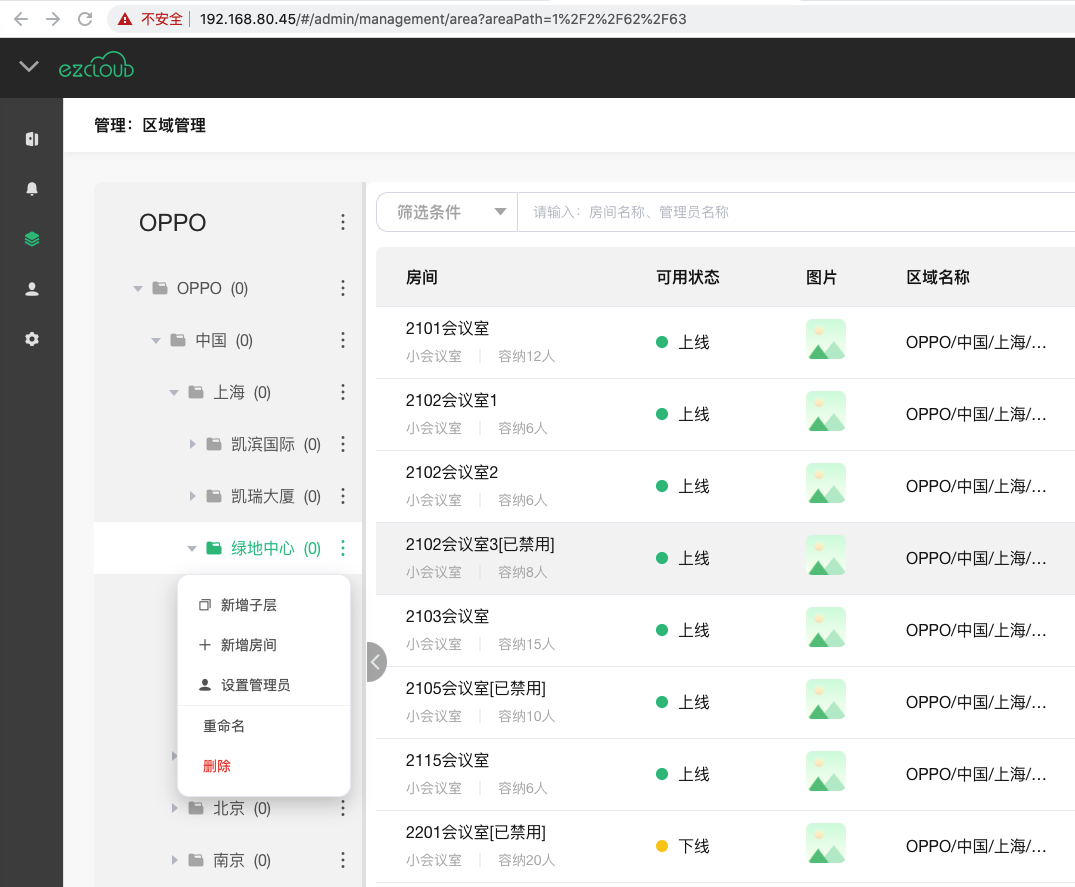 不安全 192.168.80.45/#/admin/management/area?areaPath=1%2F2%2F62%2F63
ezcloud
管理：区域管理
OPPO
OPPO (0)
中国 (0)
上海 (0)
凯滨国际 (0)
凯瑞大厦 (0)
绿地中心 (0)
新增子层
新增房间
设置管理员
重命名
删除
北京 (0)
南京 (0)
筛选条件 请输入：房间名称、管理员名称
房间 可用状态 图片 区域名称
2101会议室
小会议室 容纳12人
上线 OPPO/中国/上海/...
2102会议室1
小会议室 容纳6人
上线 OPPO/中国/上海/...
2102会议室2
小会议室 容纳6人
上线 OPPO/中国/上海/...
2102会议室3[已禁用]
小会议室 容纳8人
上线 OPPO/中国/上海/...
2103会议室
小会议室 容纳15人
上线 OPPO/中国/上海/...
2105会议室[已禁用]
小会议室 容纳10人
上线 OPPO/中国/上海/...
2115会议室
小会议室 容纳6人
上线 OPPO/中国/上海/...
2201会议室[已禁用]
小会议室 容纳20人
下线 OPPO/中国/上海/...